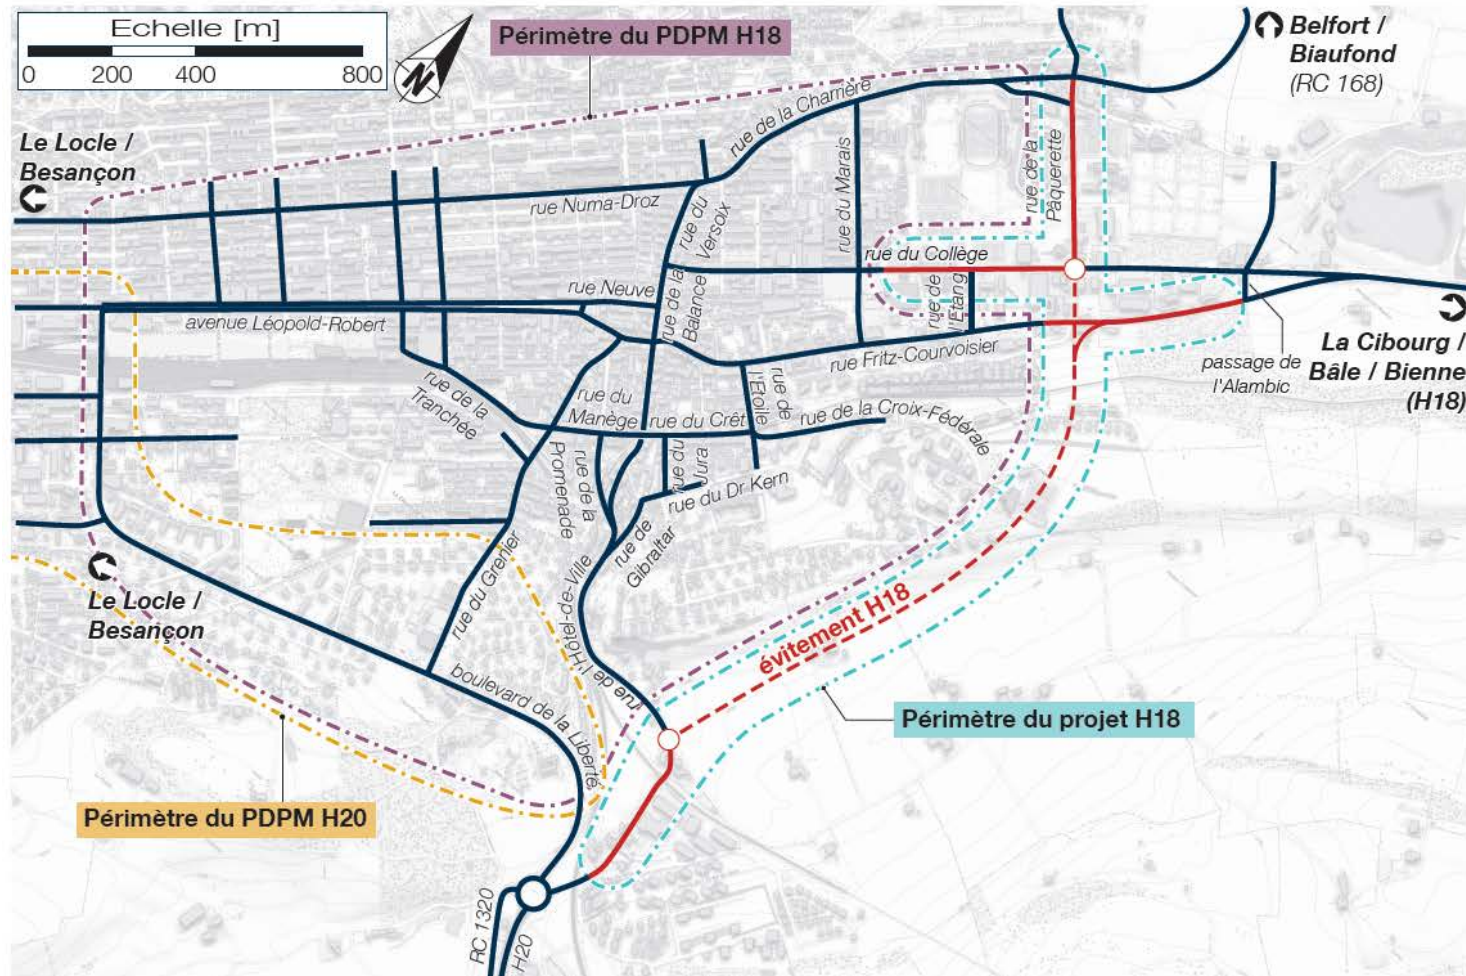 Echelle [m]
0 200 400 800
N
Périmètre du PDPM H18
Belfort /
Biaufond
(RC 168)
Le Locle /
Besançon
rue de la Charrière
rue Numa-Droz
rue du
Versoix
rue du Marais
rue de la
Pâquerette
rue du Collège
rue Neuve
rue de la
Balance
rue de
l'Etang
avenue Léopold-Robert
rue Fritz-Courvoisier
passage de
l'Alambic
La Cibourg /
Bâle / Bienne
(H18)
rue de la
Tranchée
rue du
Manège
rue du Crêt
rue de
l'Etoile
rue de la Croix-Fédérale
rue de la
Promenade
rue du
Jura
rue du Dr Kern
rue de
Gibraltar
rue du Grenier
rue de l'Hôtel-de-Ville
Le Locle /
Besançon
évitement H18
boulevard de la Liberté
Périmètre du projet H18
Périmètre du PDPM H20
RC 1320
H20